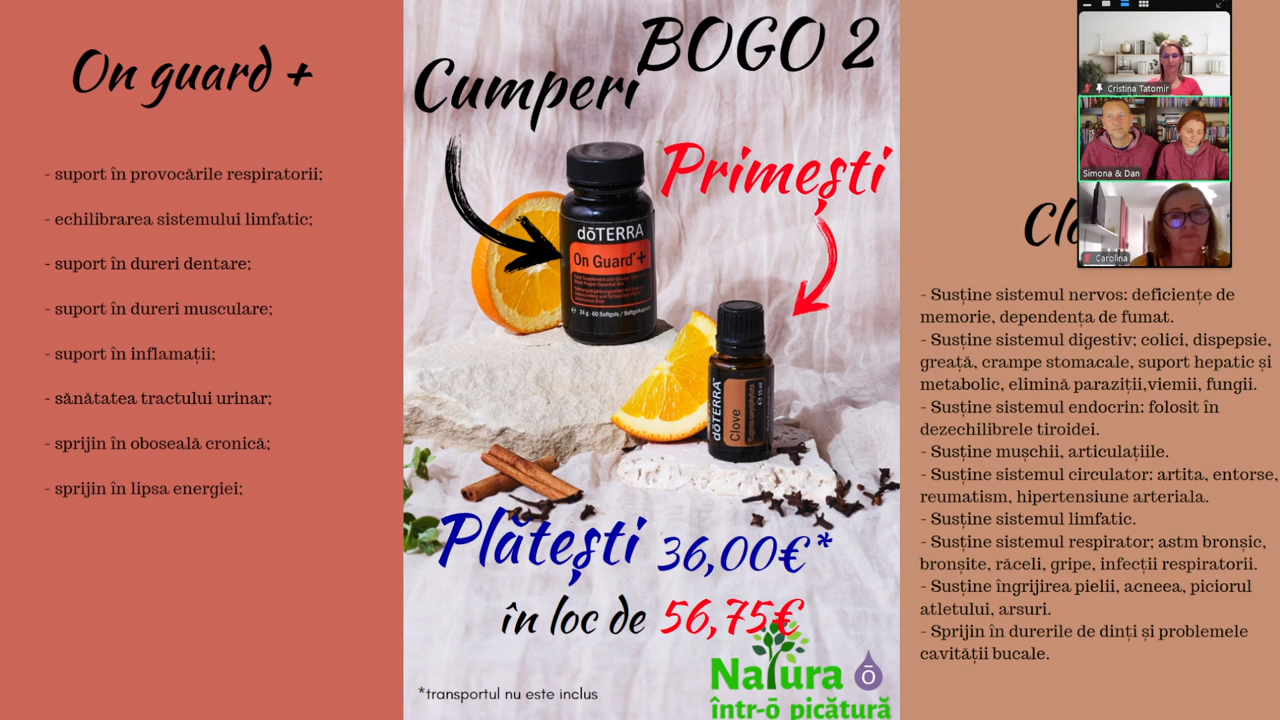 On guard +
- suport în provocările respiratorii;
- echilibrarea sistemului limfatic;
- suport în dureri dentare;
- suport în dureri musculare;
- suport în inflamații;
- sănătatea tractului urinar;
- sprijin în oboseală cronică;
- sprijin în lipsa energiei;
BOGO 2
Cumperi
Primești
dōTERRA
On Guard+
24 g · 60 Softgels
dōTERRA
Clove
15 ml
Plătești 36,00€*
în loc de 56,75€
*transportul nu este inclus
Natura ō
într-ō picătură
Cristina Tatomir
Simona & Dan
Carolina
- Susține sistemul nervos: deficiențe de
memorie, dependența de fumat.
- Susține sistemul digestiv; colici, dispepsie,
greață, crampe stomacale, suport hepatic și
metabolic, elimină paraziții,viemii, fungii.
- Susține sistemul endocrin: folosit în
dezechilibrele tiroidei.
- Susține mușchii, articulațiile.
- Susține sistemul circulator: artita, entorse,
reumatism, hipertensiune arteriala.
- Susține sistemul limfatic.
- Susține sistemul respirator; astm bronșic,
bronșite, răceli, gripe, infecții respiratorii.
- Susține îngrijirea pielii, acneea, piciorul
atletului, arsuri.
- Sprijin în durerile de dinți și problemele
cavității bucale.